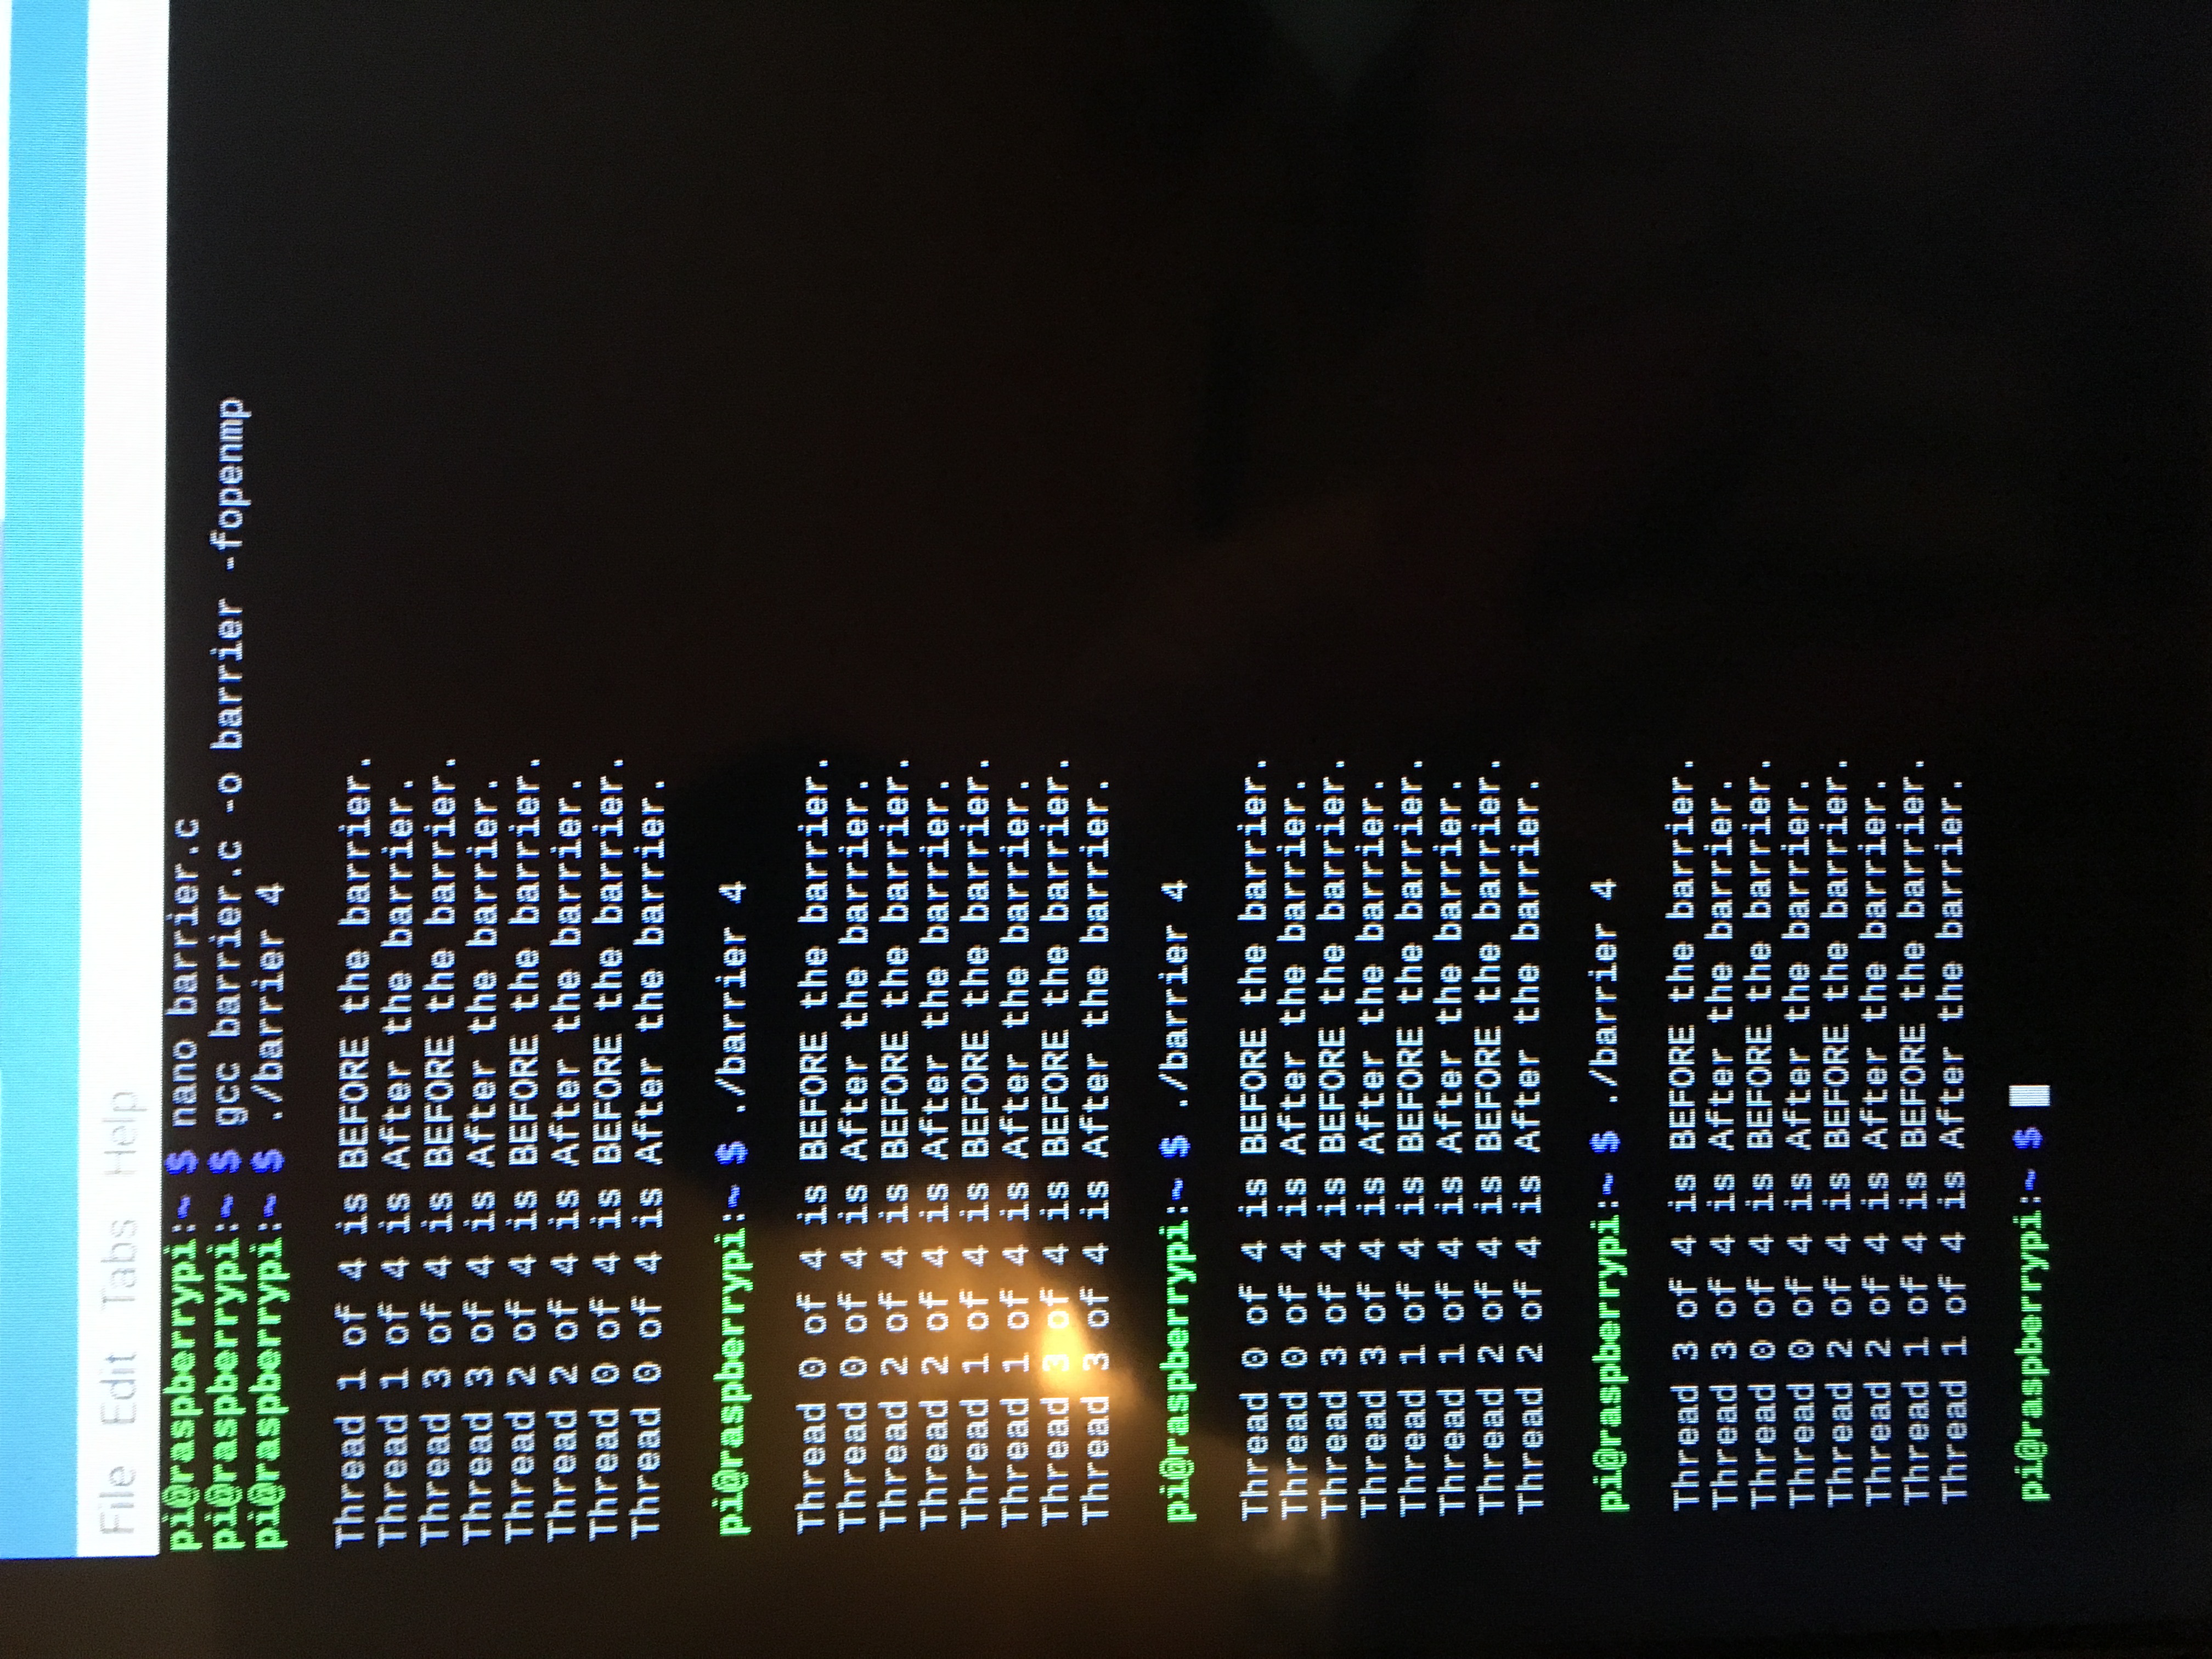 File Edit Tabs Help
pi@raspberrypi:~ $ nano barrier.c
pi@raspberrypi:~ $ gcc barrier.c -o barrier -fopenmp
pi@raspberrypi:~ $ ./barrier 4
Thread 1 of 4 is BEFORE the barrier.
Thread 1 of 4 is After the barrier.
Thread 3 of 4 is BEFORE the barrier.
Thread 3 of 4 is After the barrier.
Thread 2 of 4 is BEFORE the barrier.
Thread 2 of 4 is After the barrier.
Thread 0 of 4 is BEFORE the barrier.
Thread 0 of 4 is After the barrier.
pi@raspberrypi:~ $ ./barrier 4
Thread 0 of 4 is BEFORE the barrier.
Thread 0 of 4 is After the barrier.
Thread 2 of 4 is BEFORE the barrier.
Thread 2 of 4 is After the barrier.
Thread 1 of 4 is BEFORE the barrier.
Thread 1 of 4 is After the barrier.
Thread 3 of 4 is BEFORE the barrier.
Thread 3 of 4 is After the barrier.
pi@raspberrypi:~ $ ./barrier 4
Thread 0 of 4 is BEFORE the barrier.
Thread 0 of 4 is After the barrier.
Thread 3 of 4 is BEFORE the barrier.
Thread 3 of 4 is After the barrier.
Thread 1 of 4 is BEFORE the barrier.
Thread 1 of 4 is After the barrier.
Thread 2 of 4 is BEFORE the barrier.
Thread 2 of 4 is After the barrier.
pi@raspberrypi:~ $ ./barrier 4
Thread 3 of 4 is BEFORE the barrier.
Thread 3 of 4 is After the barrier.
Thread 0 of 4 is BEFORE the barrier.
Thread 0 of 4 is After the barrier.
Thread 2 of 4 is BEFORE the barrier.
Thread 2 of 4 is After the barrier.
Thread 1 of 4 is BEFORE the barrier.
Thread 1 of 4 is After the barrier.
pi@raspberrypi:~ $